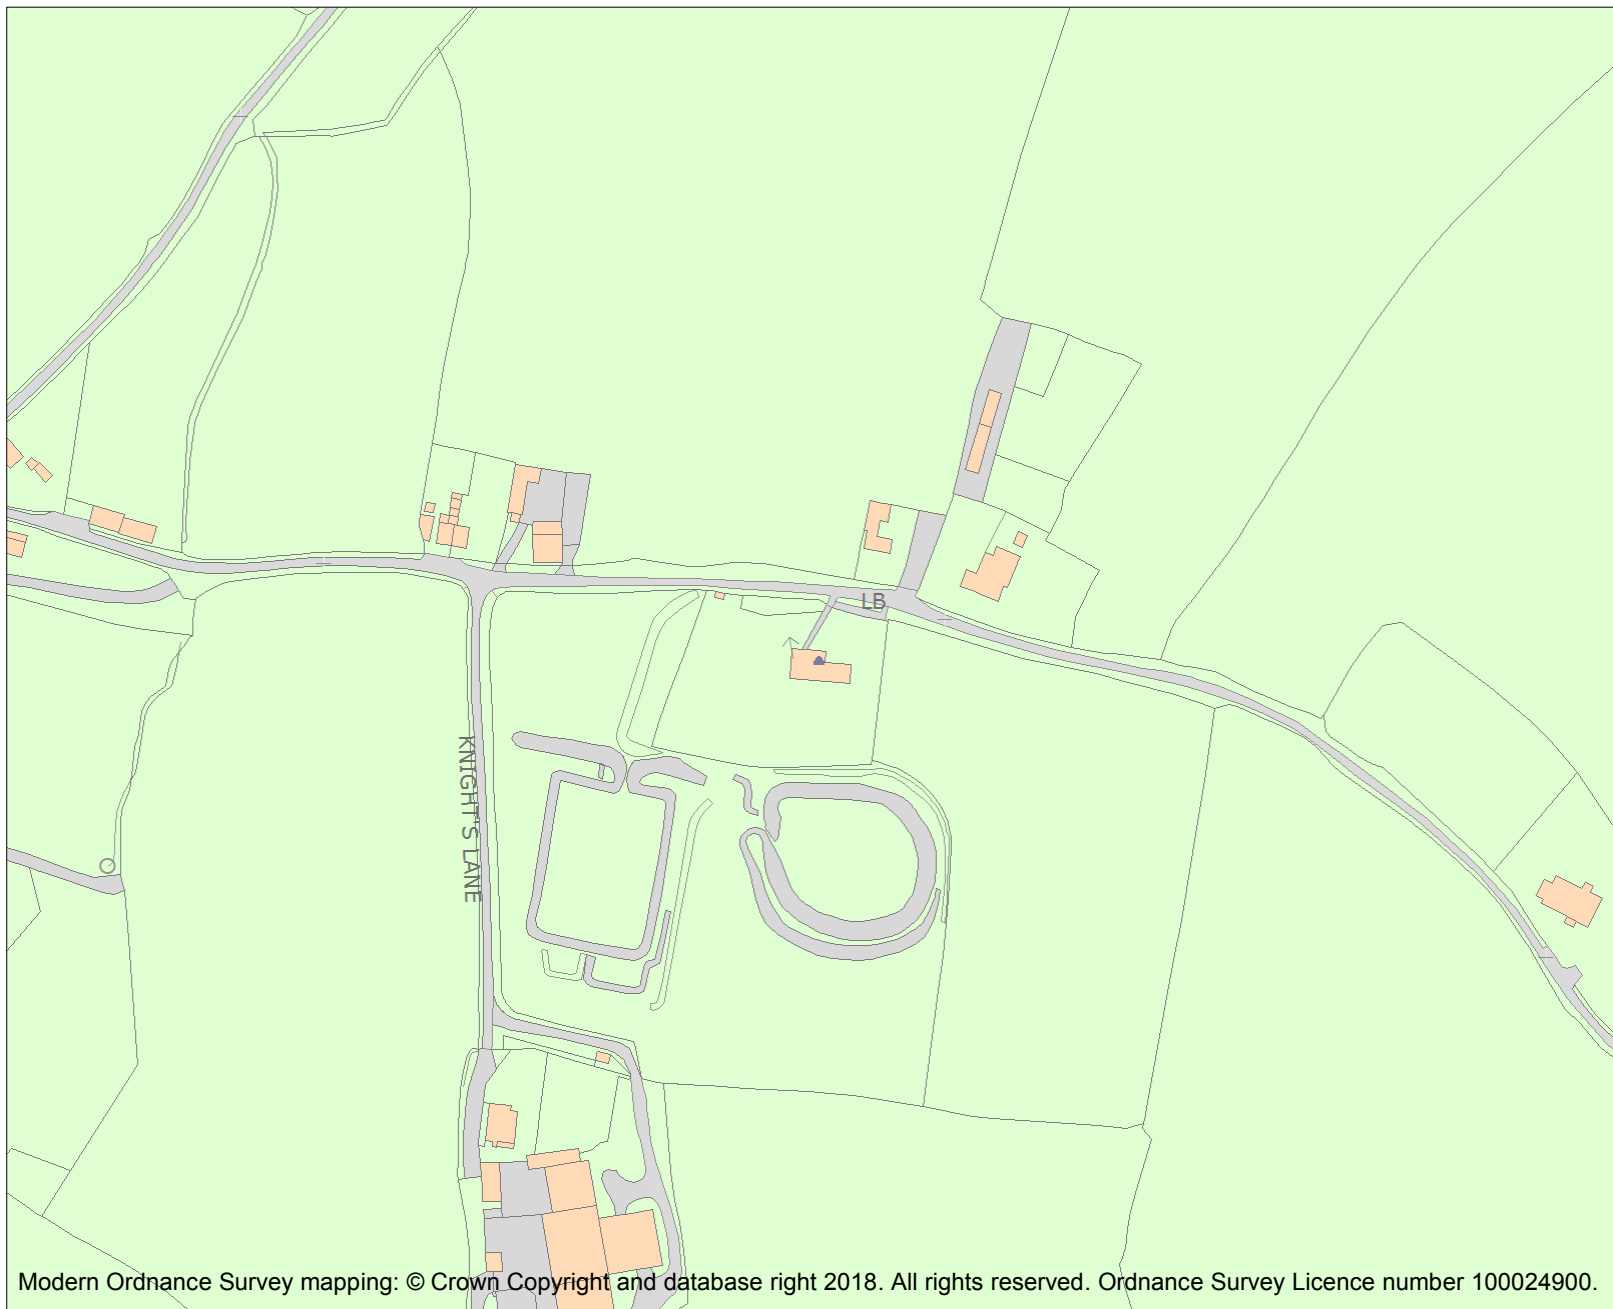 LB
KNIGHT'S LANE
Modern Ordnance Survey mapping: © Crown Copyright and database right 2018. All rights reserved. Ordnance Survey Licence number 100024900.